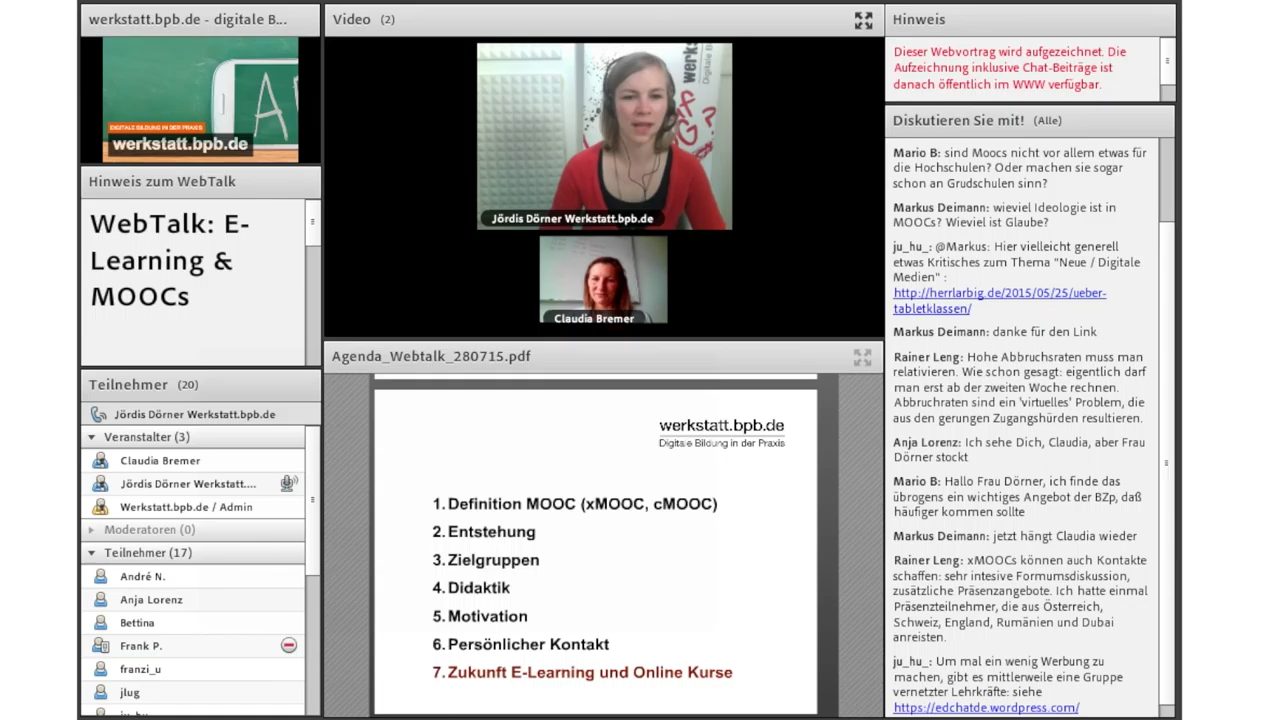 werkstatt.bpb.de - digitale B...
DIGITALE BILDUNG IN DER PRAXIS
werkstatt.bpb.de
Hinweis zum WebTalk
WebTalk: E-
Learning &
MOOCs
Teilnehmer (20)
Jördis Dörner Werkstatt.bpb.de
Veranstalter (3)
Claudia Bremer
Jördis Dörner Werkstatt....
Werkstatt.bpb.de / Admin
Moderatoren (0)
Teilnehmer (17)
André N.
Anja Lorenz
Bettina
Frank P.
franzi_u
jlug
Video (2)
werks
Digitale B
Jördis Dörner Werkstatt.bpb.de
Claudia Bremer
Agenda_Webtalk_280715.pdf
werkstatt.bpb.de
Digitale Bildung in der Praxis
1. Definition MOOC (xMOOC, cMOOC)
2. Entstehung
3. Zielgruppen
4. Didaktik
5. Motivation
6. Persönlicher Kontakt
7. Zukunft E-Learning und Online Kurse
Hinweis
Dieser Webvortrag wird aufgezeichnet. Die
Aufzeichnung inklusive Chat-Beiträge ist
danach öffentlich im WWW verfügbar.
Diskutieren Sie mit! (Alle)
Mario B: sind Moocs nicht vor allem etwas für
die Hochschulen? Oder machen sie sogar
schon an Grudschulen sinn?
Markus Deimann: wieviel Ideologie ist in
MOOCs? Wieviel ist Glaube?
ju_hu_: @Markus: Hier vielleicht generell
etwas Kritisches zum Thema "Neue / Digitale
Medien" :
http://herrlarbig.de/2015/05/25/ueber-
tabletklassen/
Markus Deimann: danke für den Link
Rainer Leng: Hohe Abbruchsraten muss man
relativieren. Wie schon gesagt: eigentlich darf
man erst ab der zweiten Woche rechnen.
Abbruchraten sind ein 'virtuelles' Problem, die
aus den gerungen Zugangshürden resultieren.
Anja Lorenz: Ich sehe Dich, Claudia, aber Frau
Dörner stockt
Mario B: Hallo Frau Dörner, ich finde das
übrogens ein wichtiges Angebot der BZp, daß
häufiger kommen sollte
Markus Deimann: jetzt hängt Claudia wieder
Rainer Leng: xMOOCs können auch Kontakte
schaffen: sehr intesive Formumsdiskussion,
zusätzliche Präsenzangebote. Ich hatte einmal
Präsenzteilnehmer, die aus Österreich,
Schweiz, England, Rumänien und Dubai
anreisten.
ju_hu_: Um mal ein wenig Werbung zu
machen, gibt es mittlerweile eine Gruppe
vernetzter Lehrkräfte: siehe
https://edchatde.wordpress.com/